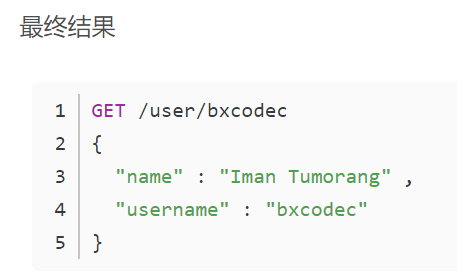 最终结果
1 GET /user/bxcodec
2 {
3   "name" : "Iman Tumorang" ,
4   "username" : "bxcodec"
5 }